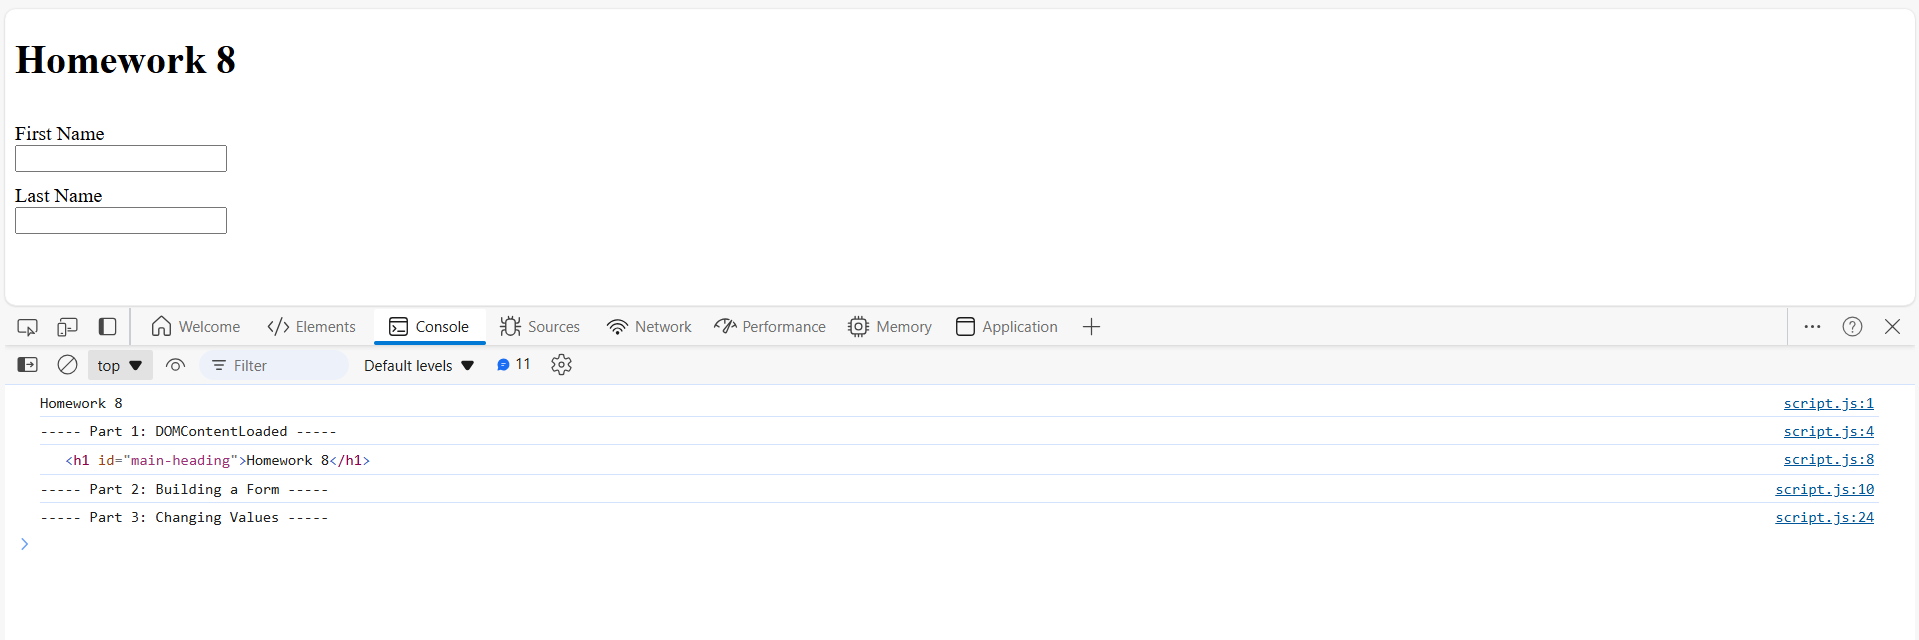 Homework 8
First Name
Last Name
Welcome </> Elements Console Sources Network Performance Memory Application
top Filter Default levels 11
Homework 8 script.js:1
----- Part 1: DOMContentLoaded ----- script.js:4
<h1 id="main-heading">Homework 8</h1> script.js:8
----- Part 2: Building a Form ----- script.js:10
----- Part 3: Changing Values ----- script.js:24